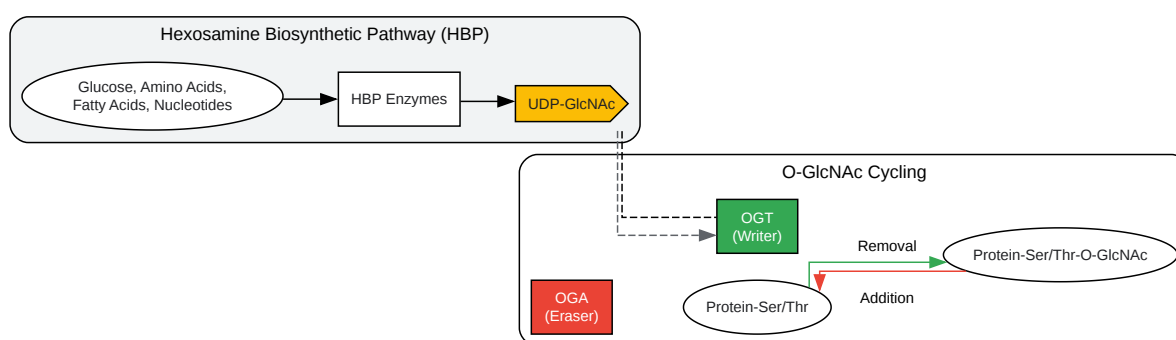 Hexosamine Biosynthetic Pathway (HBP)
Glucose, Amino Acids,
Fatty Acids, Nucleotides
HBP Enzymes
UDP-GlcNAc
O-GlcNAc Cycling
OGT
(Writer)
Removal
Protein-Ser/Thr-O-GlcNAc
OGA
(Eraser)
Protein-Ser/Thr
Addition